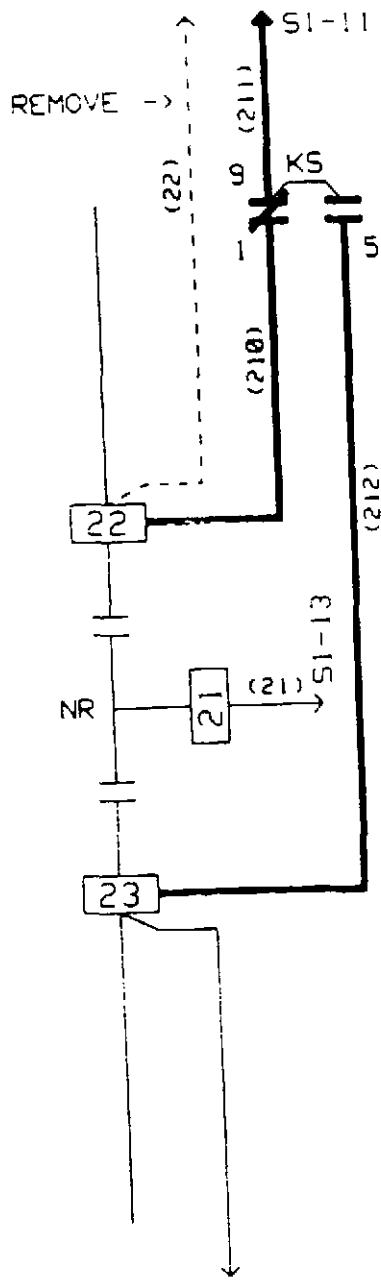 S1-11
REMOVE ->
(211)
(22)
9
KS
1
5
(210)
(212)
22
S1-13
NR
21
(21)
23